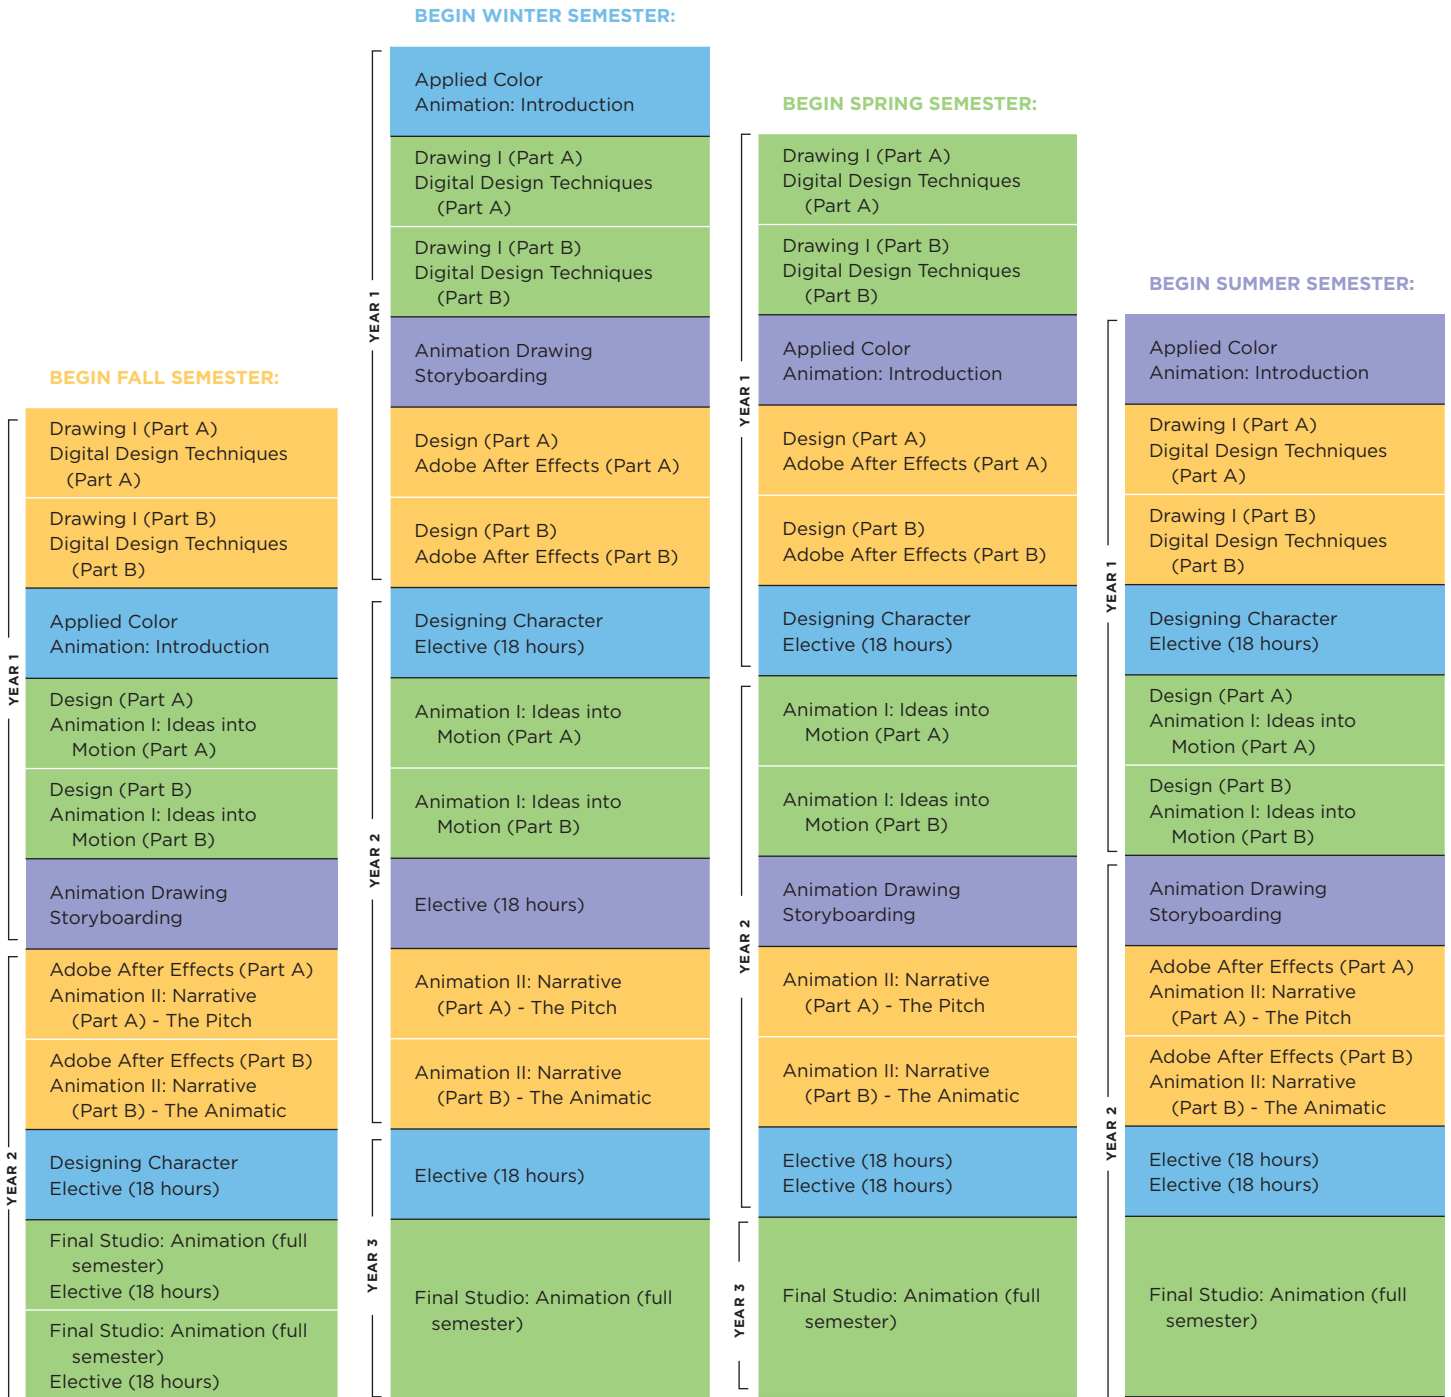 BEGIN FALL SEMESTER:
YEAR 1
Drawing I (Part A)
Digital Design Techniques
(Part A)
Drawing I (Part B)
Digital Design Techniques
(Part B)
Applied Color
Animation: Introduction
Design (Part A)
Animation I: Ideas into
Motion (Part A)
Design (Part B)
Animation I: Ideas into
Motion (Part B)
Animation Drawing
Storyboarding
YEAR 2
Adobe After Effects (Part A)
Animation II: Narrative
(Part A) - The Pitch
Adobe After Effects (Part B)
Animation II: Narrative
(Part B) - The Animatic
Designing Character
Elective (18 hours)
Final Studio: Animation (full
semester)
Elective (18 hours)
Final Studio: Animation (full
semester)
Elective (18 hours)
BEGIN WINTER SEMESTER:
YEAR 1
Applied Color
Animation: Introduction
Drawing I (Part A)
Digital Design Techniques
(Part A)
Drawing I (Part B)
Digital Design Techniques
(Part B)
Animation Drawing
Storyboarding
Design (Part A)
Adobe After Effects (Part A)
Design (Part B)
Adobe After Effects (Part B)
YEAR 2
Designing Character
Elective (18 hours)
Animation I: Ideas into
Motion (Part A)
Animation I: Ideas into
Motion (Part B)
Elective (18 hours)
Animation II: Narrative
(Part A) - The Pitch
Animation II: Narrative
(Part B) - The Animatic
YEAR 3
Elective (18 hours)
Final Studio: Animation (full
semester)
BEGIN SPRING SEMESTER:
YEAR 1
Drawing I (Part A)
Digital Design Techniques
(Part A)
Drawing I (Part B)
Digital Design Techniques
(Part B)
Applied Color
Animation: Introduction
Design (Part A)
Adobe After Effects (Part A)
Design (Part B)
Adobe After Effects (Part B)
Designing Character
Elective (18 hours)
YEAR 2
Animation I: Ideas into
Motion (Part A)
Animation I: Ideas into
Motion (Part B)
Animation Drawing
Storyboarding
Animation II: Narrative
(Part A) - The Pitch
Animation II: Narrative
(Part B) - The Animatic
Elective (18 hours)
Elective (18 hours)
YEAR 3
Final Studio: Animation (full
semester)
BEGIN SUMMER SEMESTER:
YEAR 1
Applied Color
Animation: Introduction
Drawing I (Part A)
Digital Design Techniques
(Part A)
Drawing I (Part B)
Digital Design Techniques
(Part B)
Designing Character
Elective (18 hours)
Design (Part A)
Animation I: Ideas into
Motion (Part A)
Design (Part B)
Animation I: Ideas into
Motion (Part B)
YEAR 2
Animation Drawing
Storyboarding
Adobe After Effects (Part A)
Animation II: Narrative
(Part A) - The Pitch
Adobe After Effects (Part B)
Animation II: Narrative
(Part B) - The Animatic
Elective (18 hours)
Elective (18 hours)
Final Studio: Animation (full
semester)